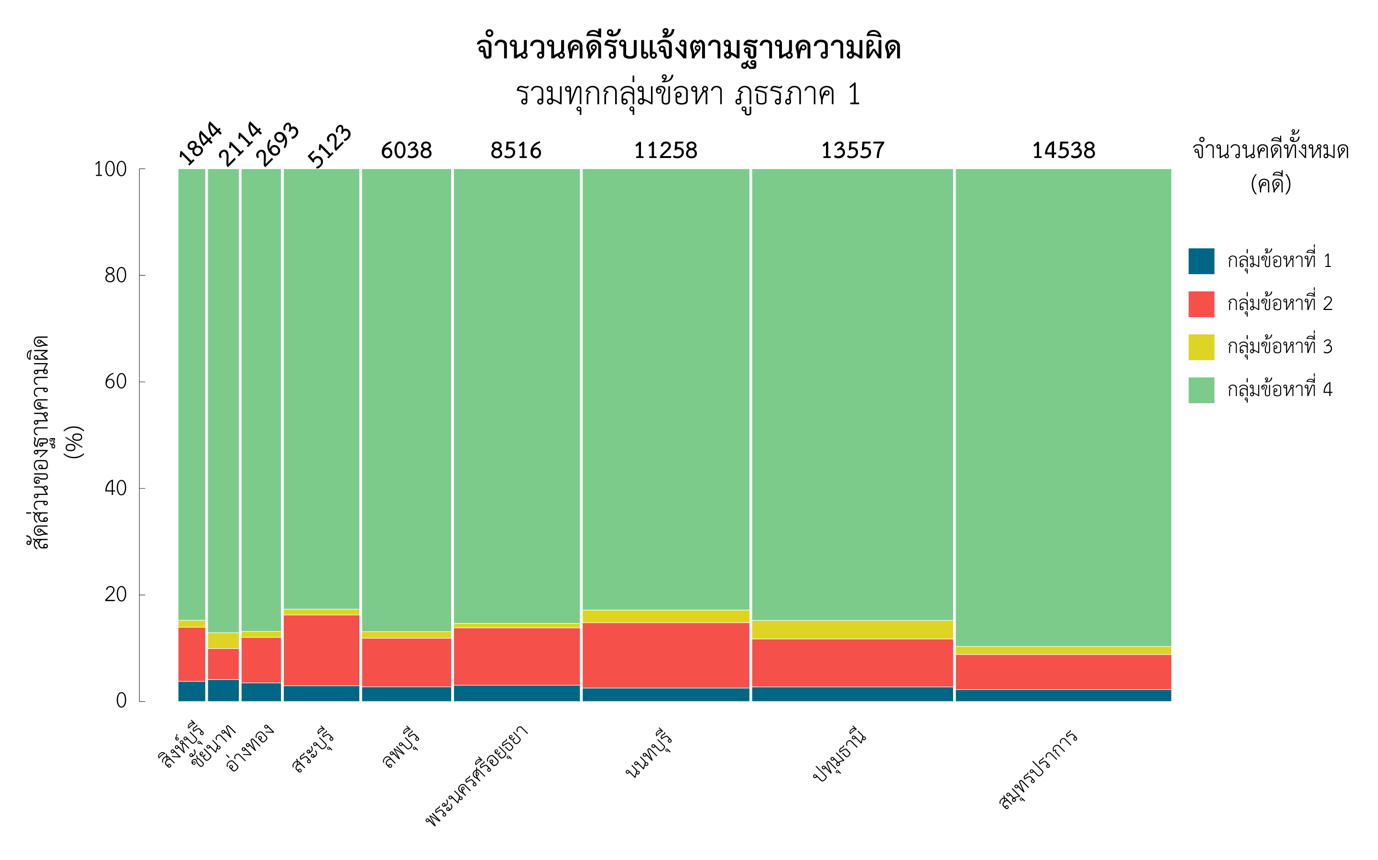 จำนวนคดีรับแจ้งตามฐานความผิด
รวมทุกกลุ่มข้อหา ภูธรภาค 1
1844
2114
2693
5123
6038
8516
11258
13557
14538
จำนวนคดีทั้งหมด
(คดี)
กลุ่มข้อหาที่ 1
กลุ่มข้อหาที่ 2
กลุ่มข้อหาที่ 3
กลุ่มข้อหาที่ 4
สัดส่วนของฐานความผิด
(%)
100
80
60
40
20
0
สิงห์บุรี
ชัยนาท
อ่างทอง
สระบุรี
ลพบุรี
พระนครศรีอยุธยา
นนทบุรี
ปทุมธานี
สมุทรปราการ